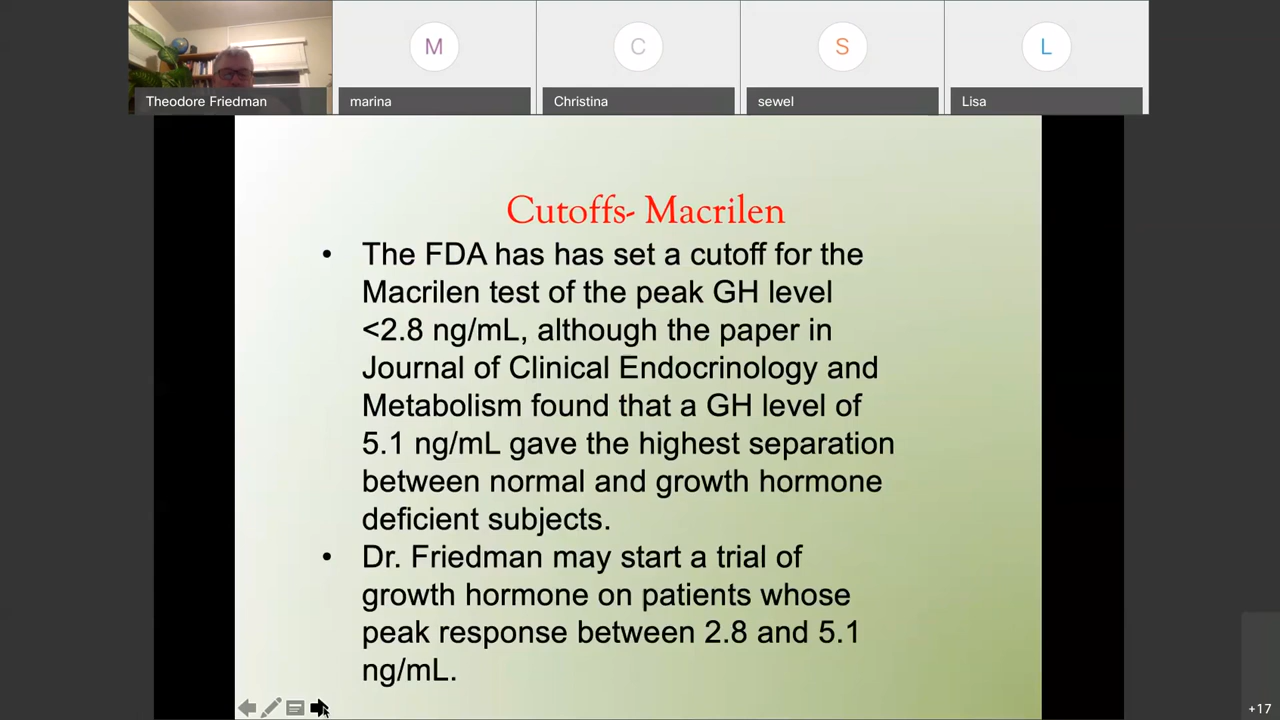 M
C
S
L
Theodore Friedman
marina
Christina
sewel
Lisa
Cutoffs- Macrilen
• The FDA has has set a cutoff for the
Macrilen test of the peak GH level
<2.8 ng/mL, although the paper in
Journal of Clinical Endocrinology and
Metabolism found that a GH level of
5.1 ng/mL gave the highest separation
between normal and growth hormone
deficient subjects.
• Dr. Friedman may start a trial of
growth hormone on patients whose
peak response between 2.8 and 5.1
ng/mL.
+17